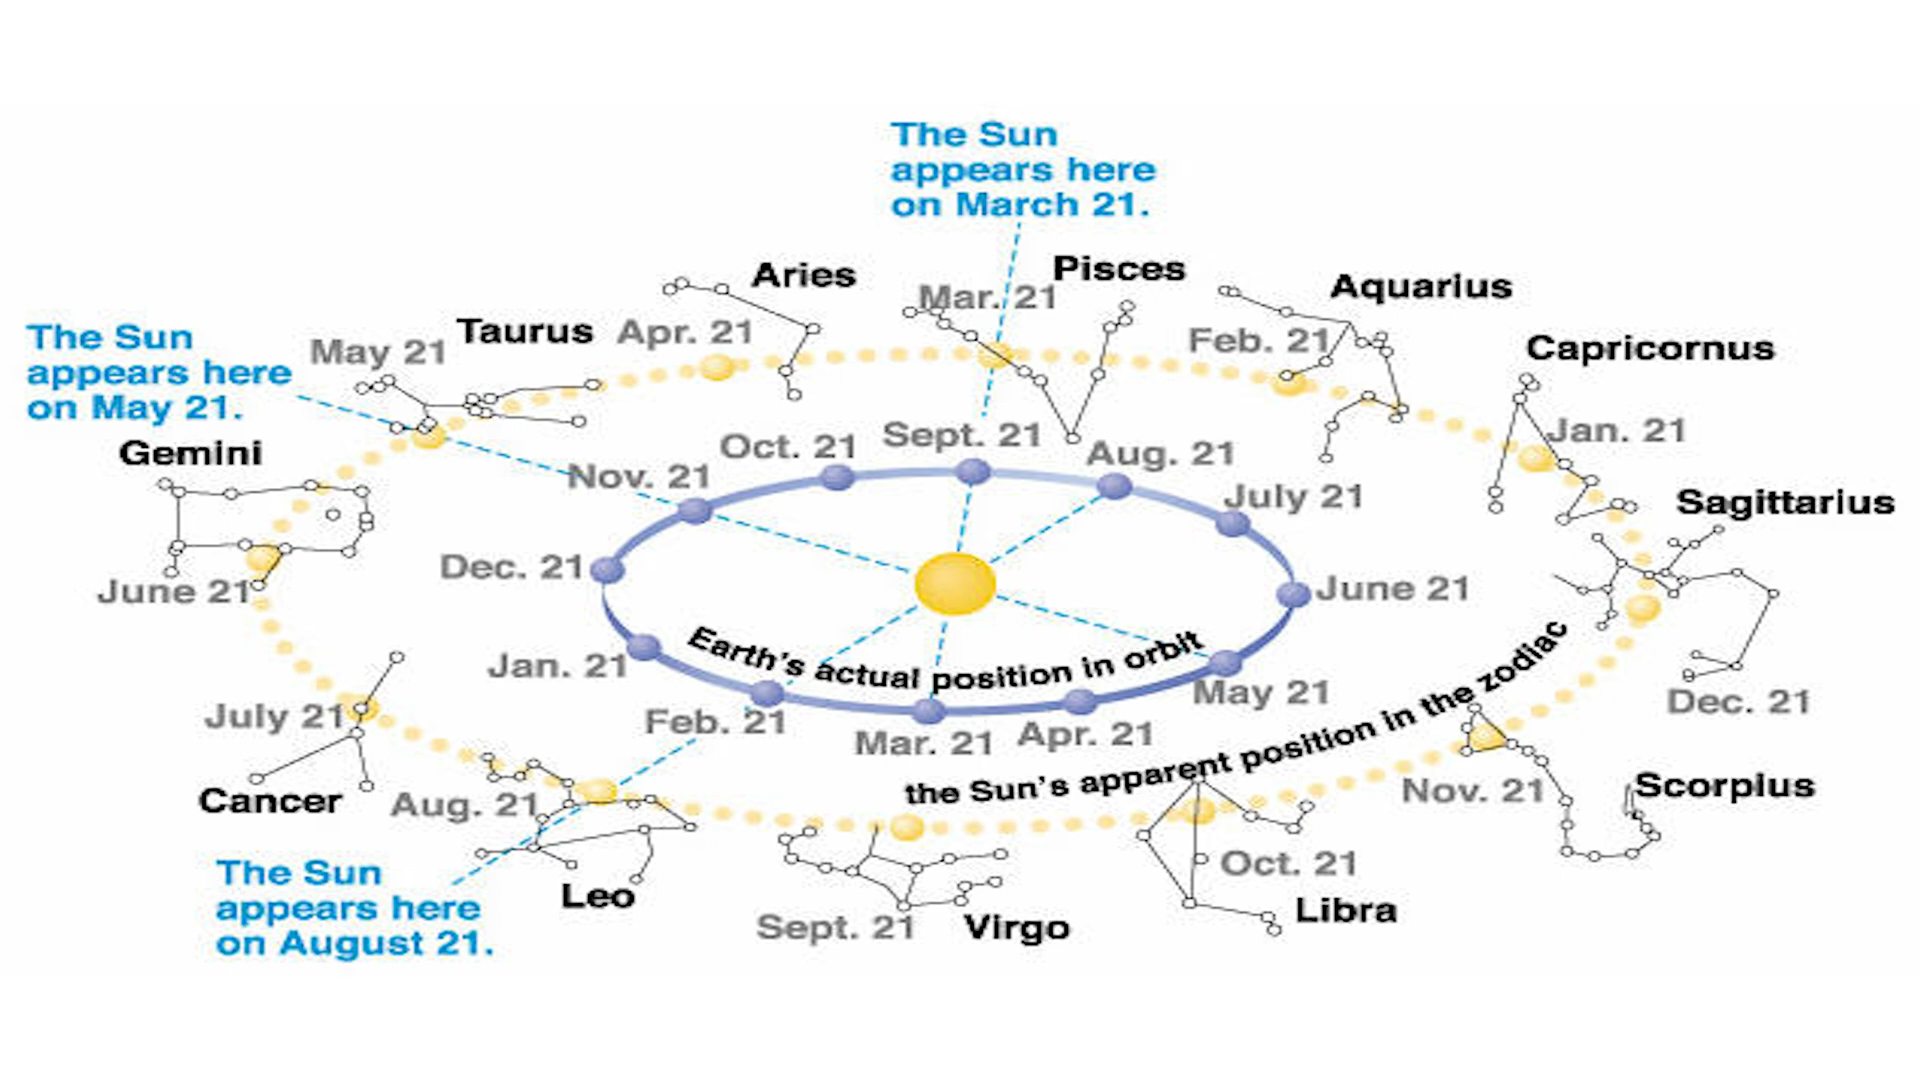 The Sun
appears here
on March 21.
Aries
Pisces
Mar. 21
Aquarius
The Sun
appears here
on May 21.
May 21
Taurus
Apr. 21
Feb. 21
Capricornus
Gemini
Nov. 21
Oct. 21
Sept. 21
Aug. 21
July 21
Jan. 21
Sagittarius
Dec. 21
June 21
June 21
Earth's actual position in orbit
Jan. 21
Feb. 21
Mar. 21
Apr. 21
May 21
Dec. 21
the Sun's apparent position in the zodiac
July 21
Cancer
Aug. 21
Nov. 21
Scorpius
The Sun
appears here
on August 21.
Leo
Sept. 21
Virgo
Oct. 21
Libra